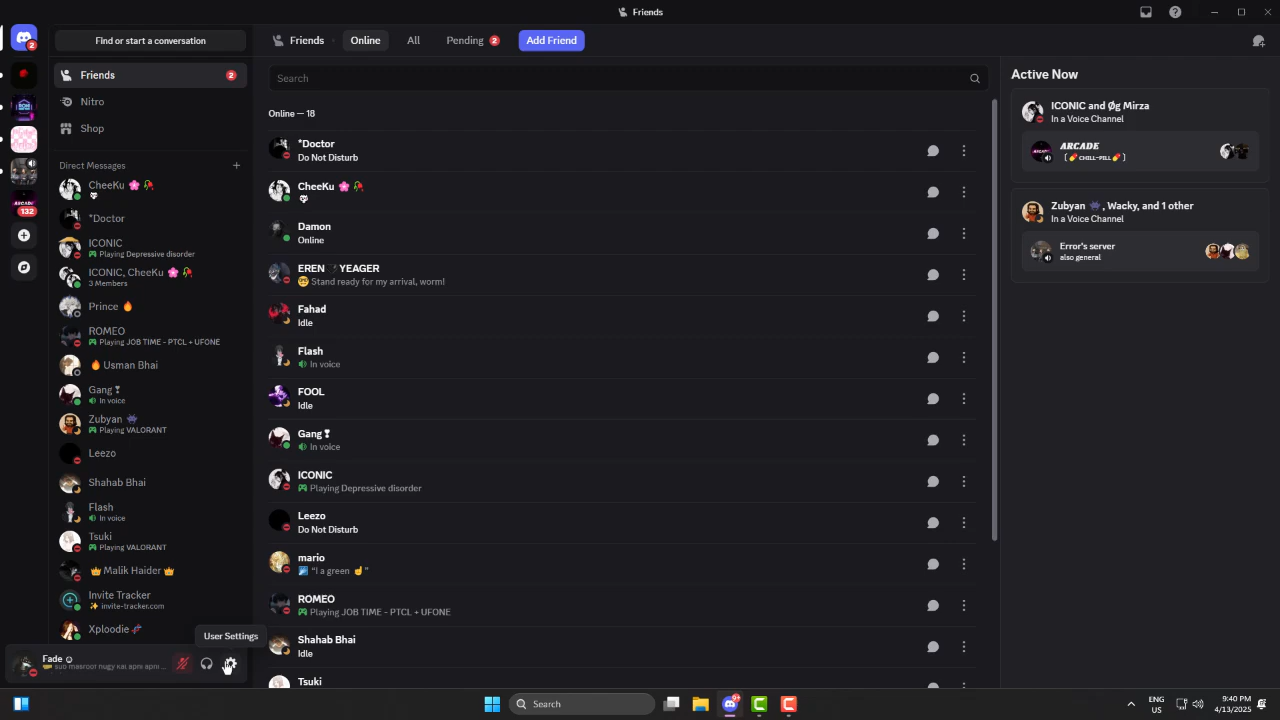 Friends
Find or start a conversation
Friends
Online
All
Pending 2
Add Friend
2
Friends 2
Nitro
Shop
Direct Messages
CheeKu 🌸 🥀
*Doctor
ICONIC
Playing Depressive disorder
ICONIC, CheeKu 🌸 🥀
3 Members
Prince 🔥
ROMEO
Playing JOB TIME - PTCL + UFONE
🔥 Usman Bhai
Gang❣
In voice
Zubyan 👾
Playing VALORANT
Leezo
Shahab Bhai
Flash
In voice
Tsuki
Playing VALORANT
👑 Malik Haider 👑
Invite Tracker
✨ invite-tracker.com
Xploodie 🧬
User Settings
Fade ☺
ARCADE
132
Search
Online — 18
*Doctor
Do Not Disturb
CheeKu 🌸 🥀
Damon
Online
EREN YEAGER
🤓 Stand ready for my arrival, worm!
Fahad
Idle
Flash
In voice
FOOL
Idle
Gang❣
In voice
ICONIC
Playing Depressive disorder
Leezo
Do Not Disturb
mario
"I a green ☝"
ROMEO
Playing JOB TIME - PTCL + UFONE
Shahab Bhai
Idle
Tsuki
Active Now
ICONIC and Øg Mirza
In a Voice Channel
ARCADE
ARCADE
CHILL-PILL
Zubyan 👾, Wacky, and 1 other
In a Voice Channel
Error's server
also general
Search
9+
ENG
US
9:40 PM
4/13/2025